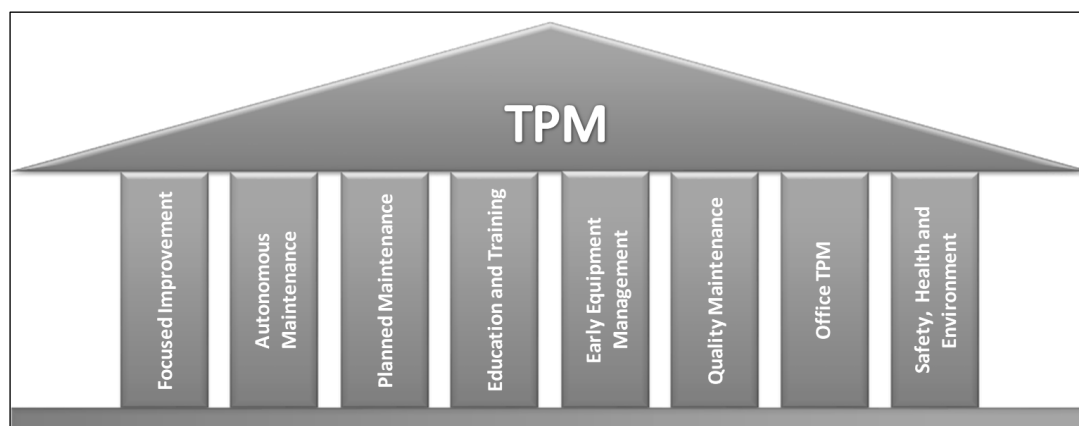 TPM
Focused Improvement
Autonomous
Maintenance
Planned Maintenance
Education and Training
Early Equipment
Management
Quality Maintenance
Office TPM
Safety, Health and
Environment